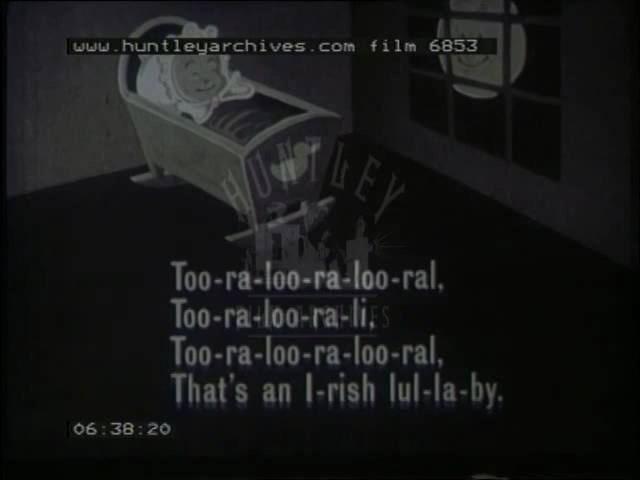 www.huntleyarchives.com film 6853
HUNTLEY
Too-ra-loo-ra-loo-ral,
Too-ra-loo-ra-li,
Too-ra-loo-ra-loo-ral,
That's an I-rish lul-la-by.
06:38:20